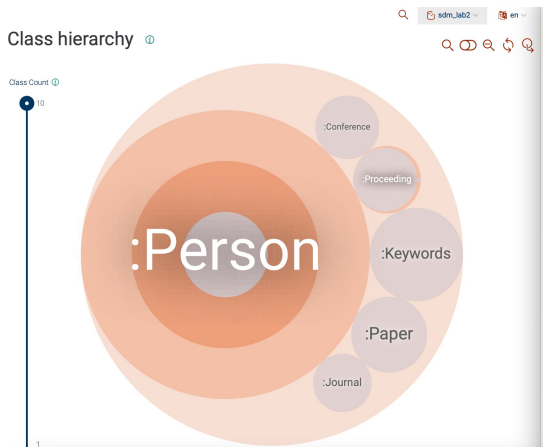 sdm_lab2
en
Class hierarchy
Class Count
10
:Conference
:Proceeding
:Person
:Keywords
:Paper
:Journal
1